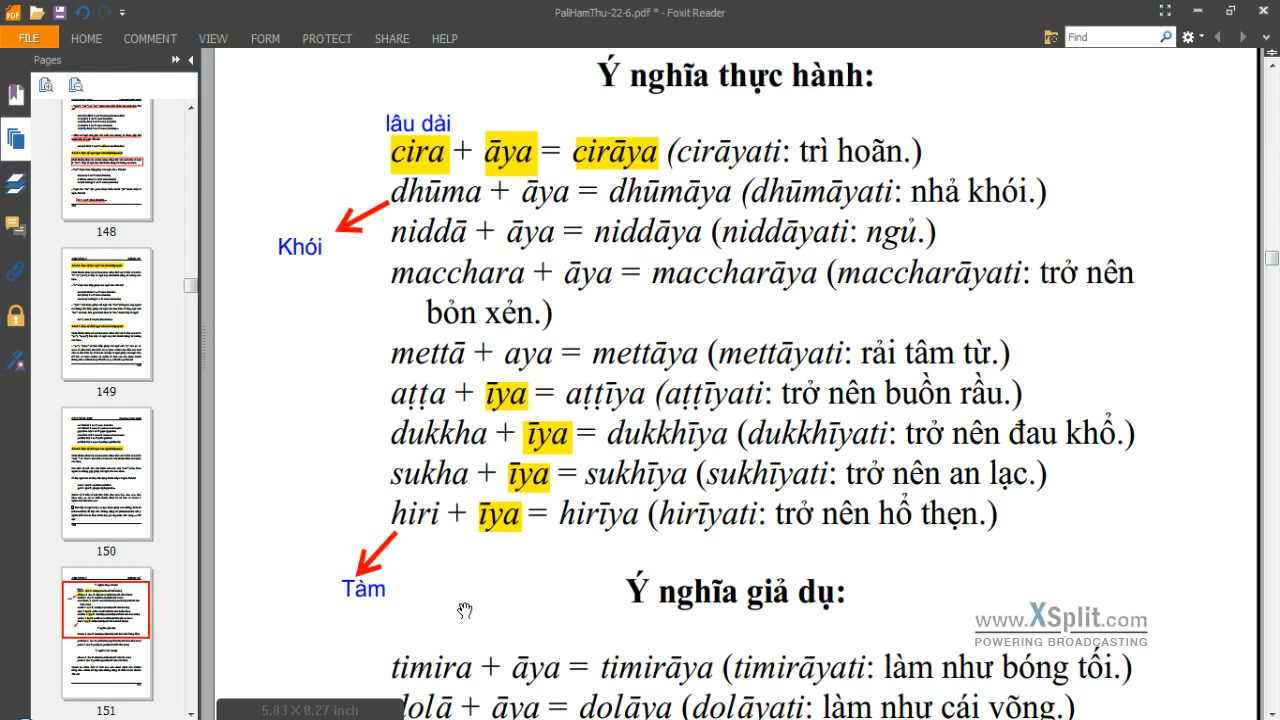 PaliHamThu-22-6.pdf * - Foxit Reader
FILE HOME COMMENT VIEW FORM PROTECT SHARE HELP
Find
Pages
148
149
150
151
Ý nghĩa thực hành:
lâu dài
cira + āya = cirāya (cirāyati: trì hoãn.)
dhūma + āya = dhūmāya (dhūmāyati: nhả khói.)
Khói
niddā + āya = niddāya (niddāyati: ngủ.)
macchara + āya = maccharāya (maccharāyati: trở nên
bỏn xẻn.)
mettā + aya = mettāya (mettāyati: rải tâm từ.)
aṭṭa + īya = aṭṭīya (aṭṭīyati: trở nên buồn rầu.)
dukkha + īya = dukkhīya (dukkhīyati: trở nên đau khổ.)
sukha + īya = sukhīya (sukhīyati: trở nên an lạc.)
hiri + īya = hirīya (hirīyati: trở nên hổ thẹn.)
Tàm
Ý nghĩa giả dụ:
www.XSplit.com
POWERING BROADCASTING
timira + āya = timirāya (timirāyati: làm như bóng tối.)
dolā + āya = dolāya (dolāyati: làm như cái võng.)
5.83 X 8.27 inch